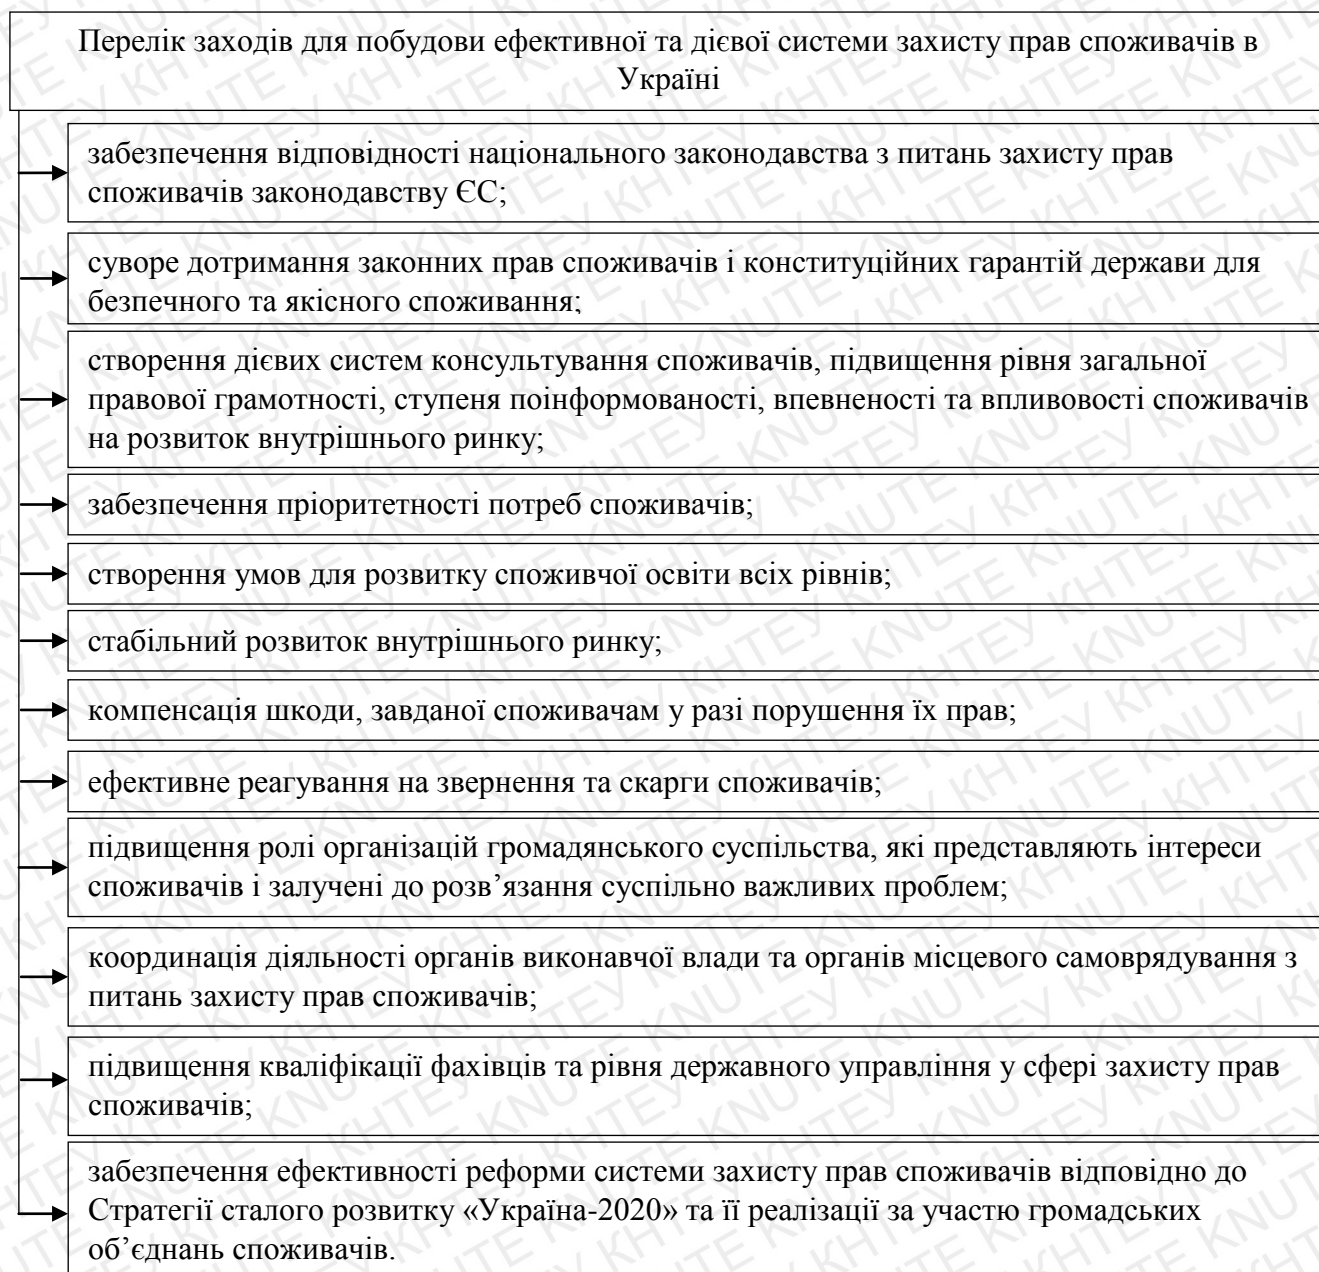 Перелік заходів для побудови ефективної та дієвої системи захисту прав споживачів в
Україні
забезпечення відповідності національного законодавства з питань захисту прав
споживачів законодавству ЄС;
суворе дотримання законних прав споживачів і конституційних гарантій держави для
безпечного та якісного споживання;
створення дієвих систем консультування споживачів, підвищення рівня загальної
правової грамотності, ступеня поінформованості, впевненості та впливовості споживачів
на розвиток внутрішнього ринку;
забезпечення пріоритетності потреб споживачів;
створення умов для розвитку споживчої освіти всіх рівнів;
стабільний розвиток внутрішнього ринку;
компенсація шкоди, завданої споживачам у разі порушення їх прав;
ефективне реагування на звернення та скарги споживачів;
підвищення ролі організацій громадянського суспільства, які представляють інтереси
споживачів і залучені до розв’язання суспільно важливих проблем;
координація діяльності органів виконавчої влади та органів місцевого самоврядування з
питань захисту прав споживачів;
підвищення кваліфікації фахівців та рівня державного управління у сфері захисту прав
споживачів;
забезпечення ефективності реформи системи захисту прав споживачів відповідно до
Стратегії сталого розвитку «Україна-2020» та її реалізації за участю громадських
об’єднань споживачів.